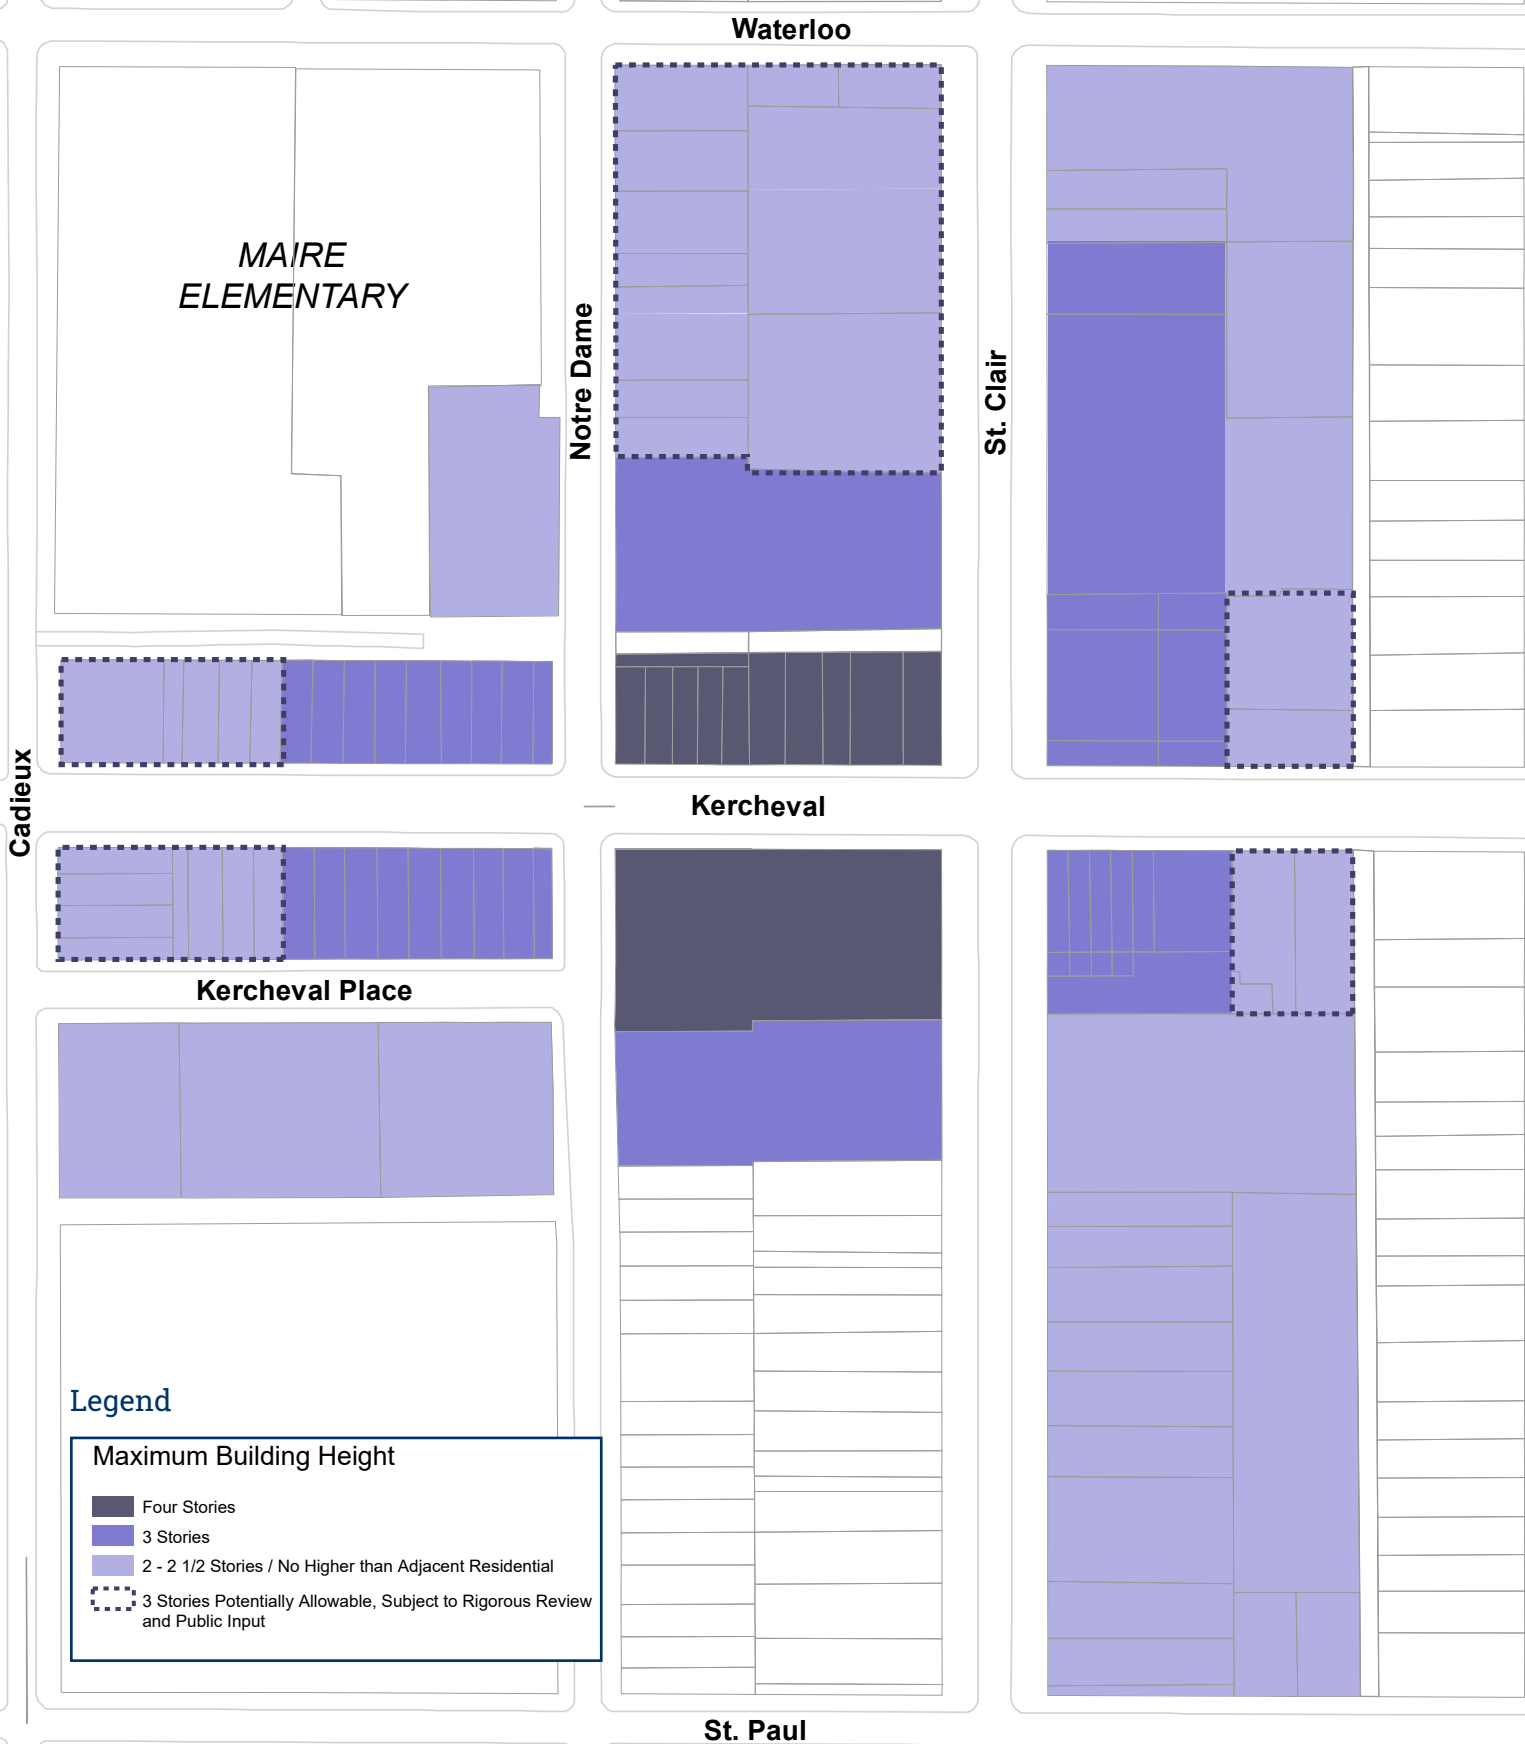 Waterloo
MAIRE
ELEMENTARY
Notre Dame
St. Clair
Cadieux
Kercheval
Kercheval Place
Legend
Maximum Building Height
Four Stories
3 Stories
2 - 2 1/2 Stories / No Higher than Adjacent Residential
3 Stories Potentially Allowable, Subject to Rigorous Review
and Public Input
St. Paul